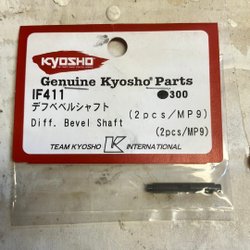 KYOSHO
Genuine Kyosho® Parts
IF411 ●300
デフベベルシャフト (2pcs/MP9)
Diff. Bevel Shaft (2pcs/MP9)
TEAM KYOSHO K INTERNATIONAL